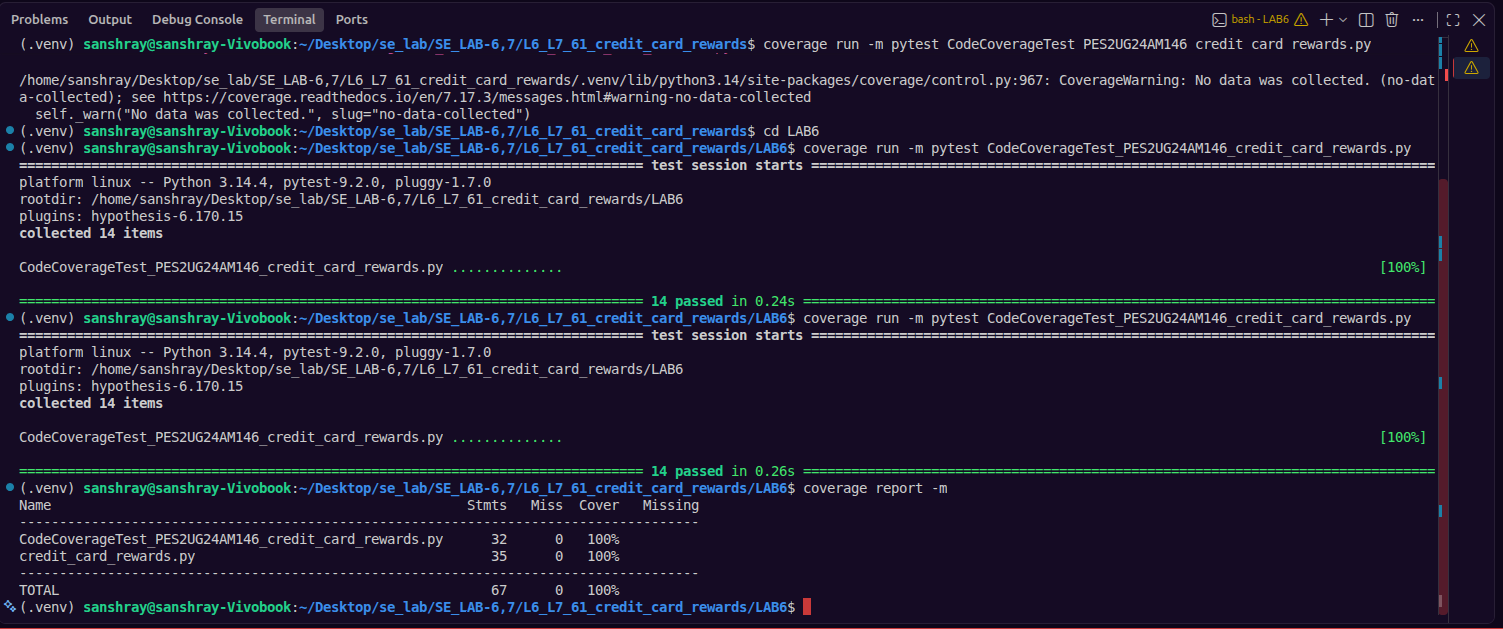 Problems Output Debug Console Terminal Ports bash - LAB6
(.venv) sanshray@sanshray-Vivobook:~/Desktop/se_lab/SE_LAB-6,7/L6_L7_61_credit_card_rewards$ coverage run -m pytest CodeCoverageTest PES2UG24AM146 credit card rewards.py
/home/sanshray/Desktop/se_lab/SE_LAB-6,7/L6_L7_61_credit_card_rewards/.venv/lib/python3.14/site-packages/coverage/control.py:967: CoverageWarning: No data was collected. (no-dat
a-collected); see https://coverage.readthedocs.io/en/7.17.3/messages.html#warning-no-data-collected
self._warn("No data was collected.", slug="no-data-collected")
(.venv) sanshray@sanshray-Vivobook:~/Desktop/se_lab/SE_LAB-6,7/L6_L7_61_credit_card_rewards$ cd LAB6
(.venv) sanshray@sanshray-Vivobook:~/Desktop/se_lab/SE_LAB-6,7/L6_L7_61_credit_card_rewards/LAB6$ coverage run -m pytest CodeCoverageTest_PES2UG24AM146_credit_card_rewards.py
============================== test session starts ==============================
platform linux -- Python 3.14.4, pytest-9.2.0, pluggy-1.7.0
rootdir: /home/sanshray/Desktop/se_lab/SE_LAB-6,7/L6_L7_61_credit_card_rewards/LAB6
plugins: hypothesis-6.170.15
collected 14 items
CodeCoverageTest_PES2UG24AM146_credit_card_rewards.py .............. [100%]
============================== 14 passed in 0.24s ==============================
(.venv) sanshray@sanshray-Vivobook:~/Desktop/se_lab/SE_LAB-6,7/L6_L7_61_credit_card_rewards/LAB6$ coverage run -m pytest CodeCoverageTest_PES2UG24AM146_credit_card_rewards.py
============================== test session starts ==============================
platform linux -- Python 3.14.4, pytest-9.2.0, pluggy-1.7.0
rootdir: /home/sanshray/Desktop/se_lab/SE_LAB-6,7/L6_L7_61_credit_card_rewards/LAB6
plugins: hypothesis-6.170.15
collected 14 items
CodeCoverageTest_PES2UG24AM146_credit_card_rewards.py .............. [100%]
============================== 14 passed in 0.26s ==============================
(.venv) sanshray@sanshray-Vivobook:~/Desktop/se_lab/SE_LAB-6,7/L6_L7_61_credit_card_rewards/LAB6$ coverage report -m
Name Stmts Miss Cover Missing
-------------------------------------------------------------------------------------
CodeCoverageTest_PES2UG24AM146_credit_card_rewards.py 32 0 100%
credit_card_rewards.py 35 0 100%
-------------------------------------------------------------------------------------
TOTAL 67 0 100%
(.venv) sanshray@sanshray-Vivobook:~/Desktop/se_lab/SE_LAB-6,7/L6_L7_61_credit_card_rewards/LAB6$